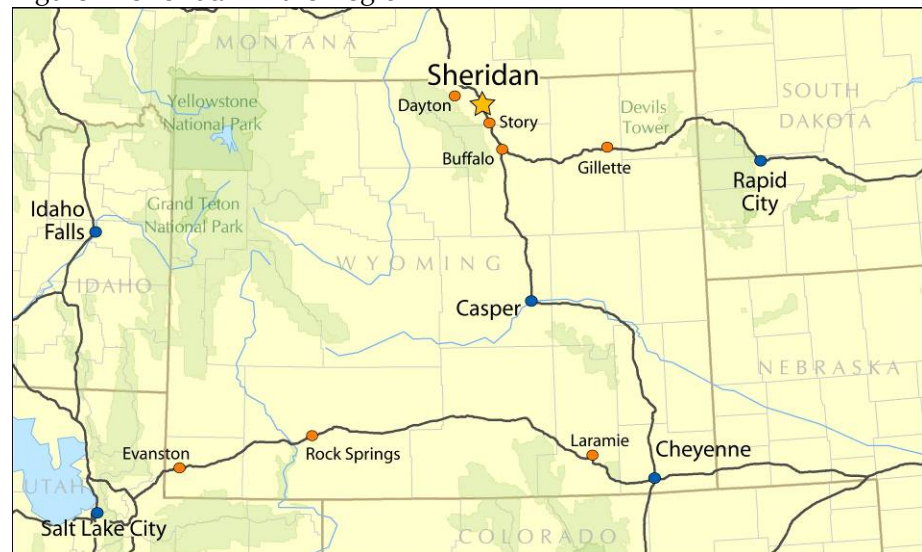 MONTANA
Sheridan
Dayton
Yellowstone
National Park
Story
Devils
Tower
SOUTH
DAKOTA
Buffalo
Gillette
Rapid
City
Idaho
Falls
Grand Teton
National Park
WYOMING
IDAHO
Casper
NEBRASKA
Evanston
Rock Springs
Laramie
Cheyenne
UTAH
Salt Lake City
COLORADO